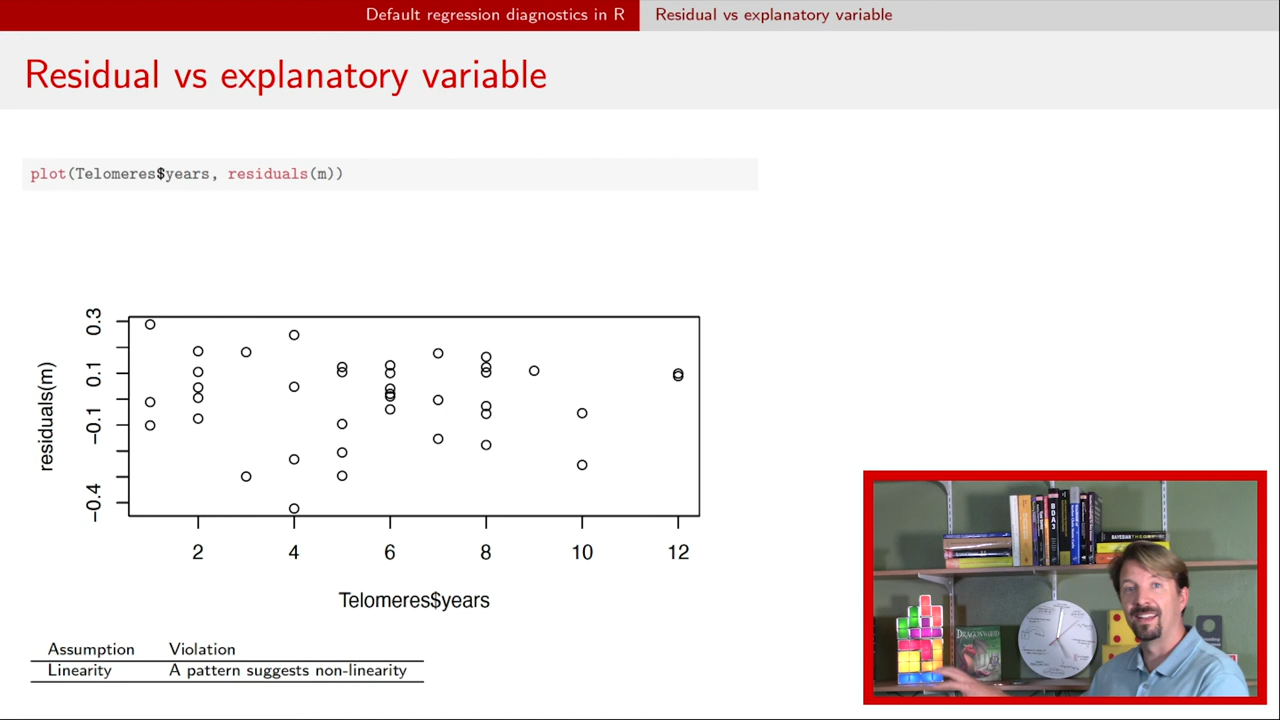 Default regression diagnostics in R
Residual vs explanatory variable
Residual vs explanatory variable
plot(Telomeres$years, residuals(m))
residuals(m)
0.3
0.1
−0.1
−0.4
2 4 6 8 10 12
Telomeres$years
Assumption Violation
Linearity A pattern suggests non-linearity
BDA3
BAYESIAN
DRAGONWOOD